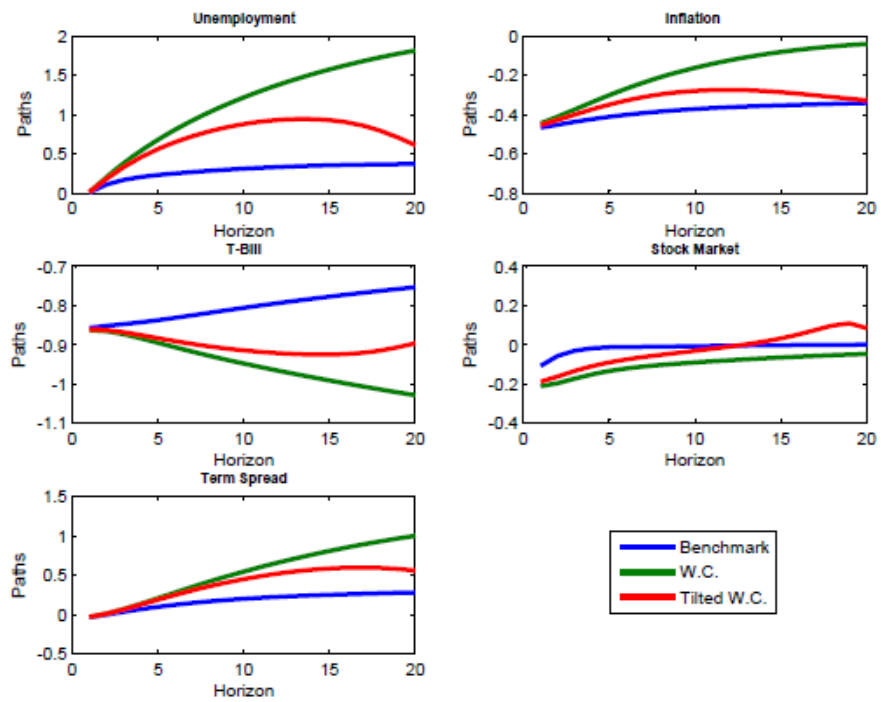 Unemployment
Paths
2
1.5
1
0.5
0
0
5
10
15
20
Horizon
Inflation
Paths
0
-0.2
-0.4
-0.6
-0.8
0
5
10
15
20
Horizon
T-Bill
Paths
-0.7
-0.8
-0.9
-1
-1.1
0
5
10
15
20
Horizon
Stock Market
Paths
0.4
0.2
0
-0.2
-0.4
0
5
10
15
20
Horizon
Term Spread
Paths
1.5
1
0.5
0
-0.5
0
5
10
15
20
Horizon
Benchmark
W.C.
Tilted W.C.